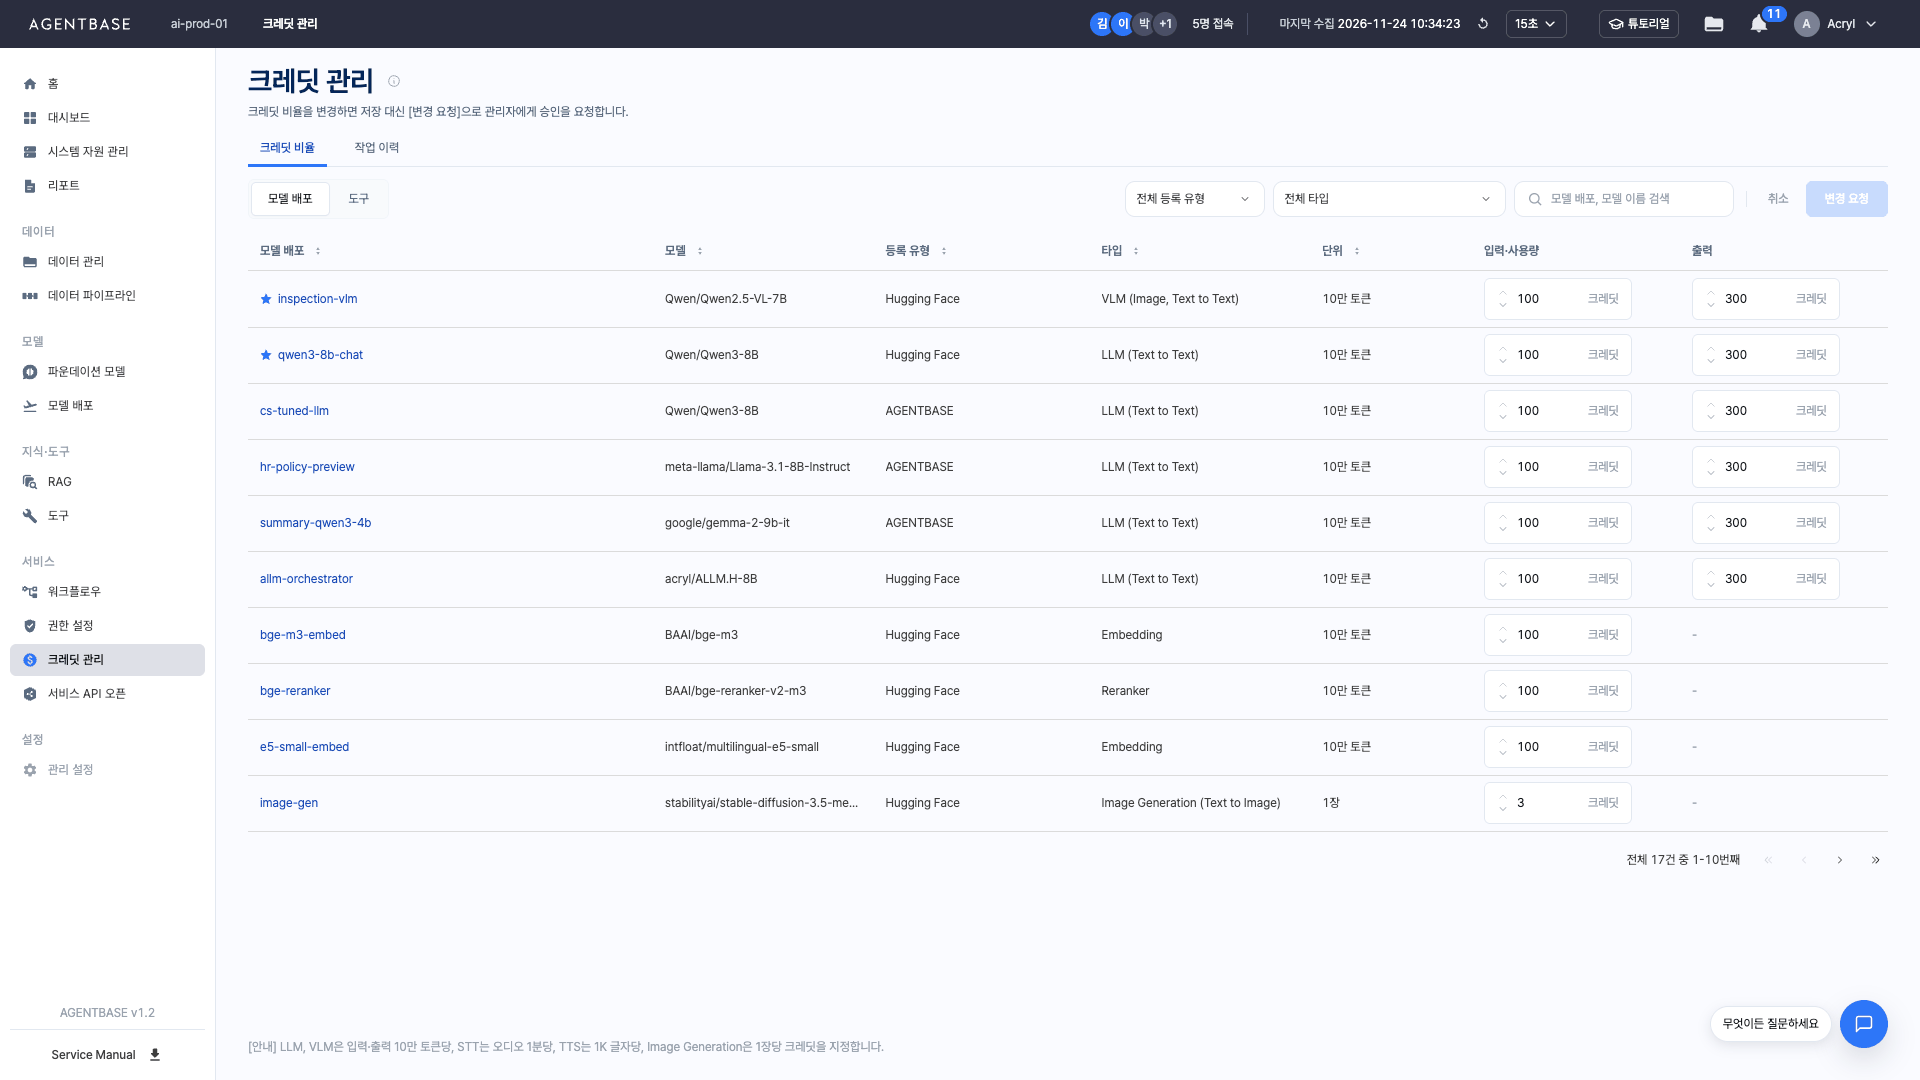 AGENTBASE ai-prod-01 크레딧 관리 김 이 박 +1 5명 접속 마지막 수집 2026-11-24 10:34:23 15초 튜토리얼 11 A Acryl
홈
대시보드
시스템 자원 관리
리포트
데이터
데이터 관리
데이터 파이프라인
모델
파운데이션 모델
모델 배포
지식·도구
RAG
도구
서비스
워크플로우
권한 설정
크레딧 관리
서비스 API 오픈
설정
관리 설정
AGENTBASE v1.2
Service Manual
크레딧 관리
크레딧 비율을 변경하면 저장 대신 [변경 요청]으로 관리자에게 승인을 요청합니다.
크레딧 비율 작업 이력
모델 배포 도구 전체 등록 유형 전체 타입 모델 배포, 모델 이름 검색 취소 변경 요청
모델 배포 모델 등록 유형 타입 단위 입력·사용량 출력
inspection-vlm Qwen/Qwen2.5-VL-7B Hugging Face VLM (Image, Text to Text) 10만 토큰 100 크레딧 300 크레딧
qwen3-8b-chat Qwen/Qwen3-8B Hugging Face LLM (Text to Text) 10만 토큰 100 크레딧 300 크레딧
cs-tuned-llm Qwen/Qwen3-8B AGENTBASE LLM (Text to Text) 10만 토큰 100 크레딧 300 크레딧
hr-policy-preview meta-llama/Llama-3.1-8B-Instruct AGENTBASE LLM (Text to Text) 10만 토큰 100 크레딧 300 크레딧
summary-qwen3-4b google/gemma-2-9b-it AGENTBASE LLM (Text to Text) 10만 토큰 100 크레딧 300 크레딧
allm-orchestrator acryl/ALLM.H-8B Hugging Face LLM (Text to Text) 10만 토큰 100 크레딧 300 크레딧
bge-m3-embed BAAI/bge-m3 Hugging Face Embedding 10만 토큰 100 크레딧 -
bge-reranker BAAI/bge-reranker-v2-m3 Hugging Face Reranker 10만 토큰 100 크레딧 -
e5-small-embed intfloat/multilingual-e5-small Hugging Face Embedding 10만 토큰 100 크레딧 -
image-gen stabilityai/stable-diffusion-3.5-me... Hugging Face Image Generation (Text to Image) 1장 3 크레딧 -
전체 17건 중 1-10번째
무엇이든 질문하세요
[안내] LLM, VLM은 입력·출력 10만 토큰당, STT는 오디오 1분당, TTS는 1K 글자당, Image Generation은 1장당 크레딧을 지정합니다.